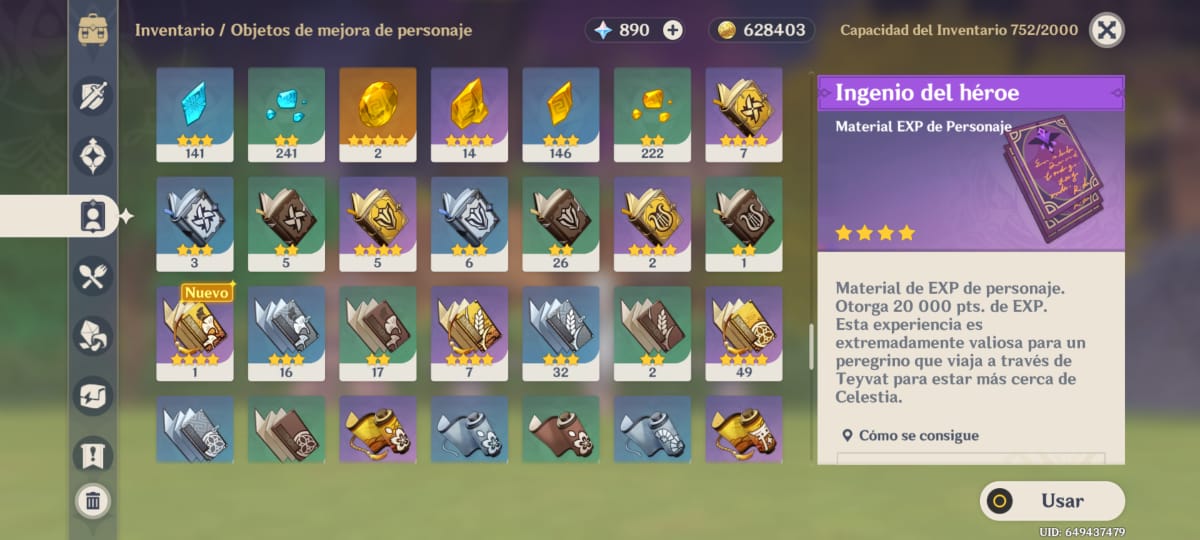 Inventario / Objetos de mejora de personaje
890
628403
Capacidad del Inventario 752/2000
141
241
2
14
146
222
7
3
5
5
6
26
2
1
Nuevo
1
16
17
7
32
2
49
Ingenio del héroe
Material EXP de Personaje
Material de EXP de personaje.
Otorga 20 000 pts. de EXP.
Esta experiencia es
extremadamente valiosa para un
peregrino que viaja a través de
Teyvat para estar más cerca de
Celestia.
Cómo se consigue
Usar
UID: 649437479